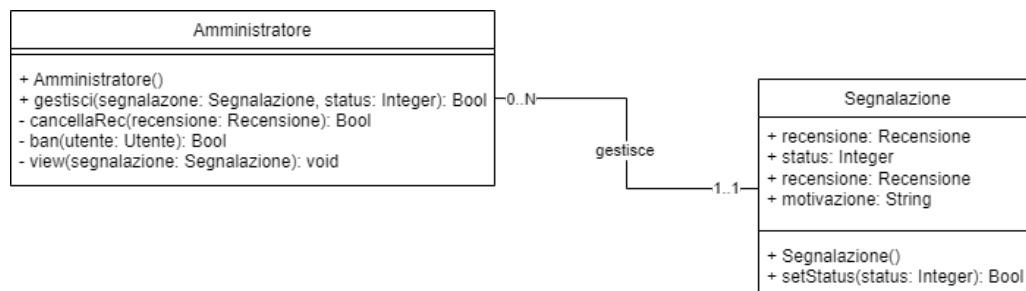 Amministratore
+ Amministratore()
+ gestisci(segnalazone: Segnalazione, status: Integer): Bool
- cancellaRec(recensione: Recensione): Bool
- ban(utente: Utente): Bool
- view(segnalazione: Segnalazione): void
0..N
gestisce
1..1
Segnalazione
+ recensione: Recensione
+ status: Integer
+ recensione: Recensione
+ motivazione: String
+ Segnalazione()
+ setStatus(status: Integer): Bool